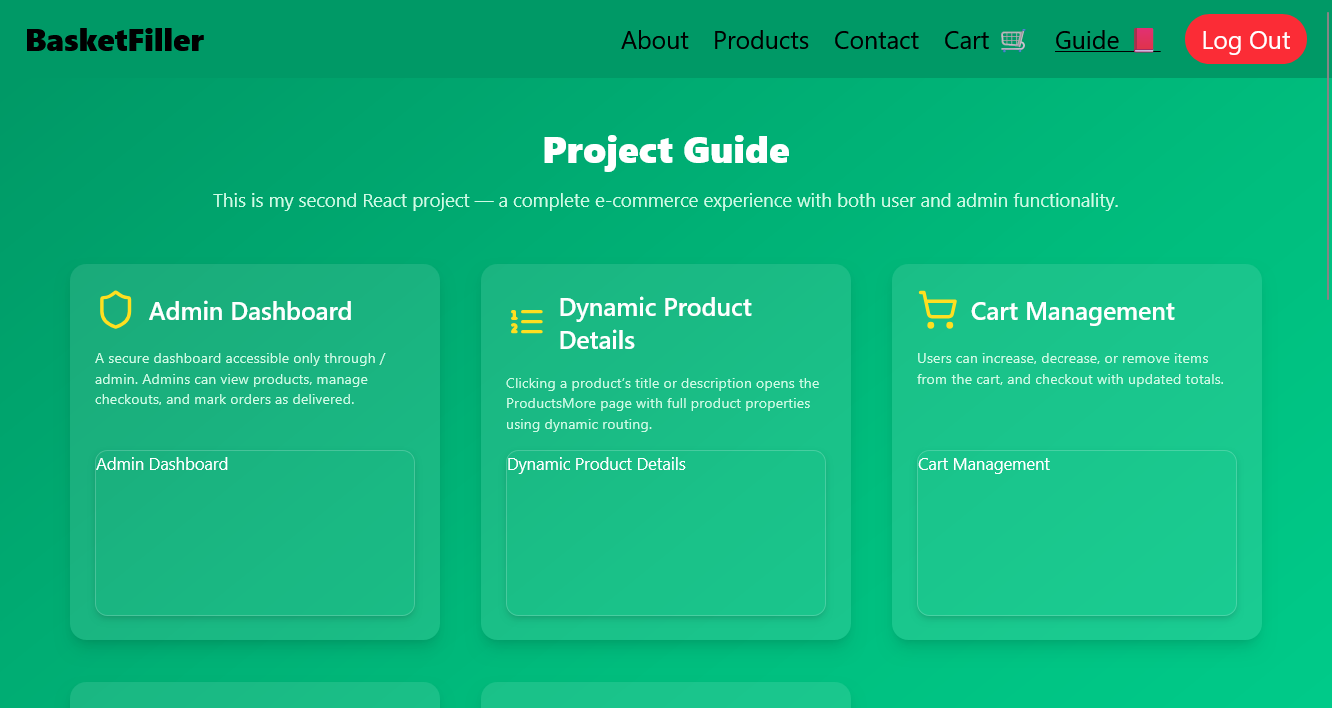 BasketFiller
About
Products
Contact
Cart 🛒
Guide 📕
Log Out
Project Guide
This is my second React project — a complete e-commerce experience with both user and admin functionality.
Admin Dashboard
A secure dashboard accessible only through /
admin. Admins can view products, manage
checkouts, and mark orders as delivered.
Admin Dashboard
Dynamic Product
Details
Clicking a product’s title or description opens the
ProductsMore page with full product properties
using dynamic routing.
Dynamic Product Details
Cart Management
Users can increase, decrease, or remove items
from the cart, and checkout with updated totals.
Cart Management